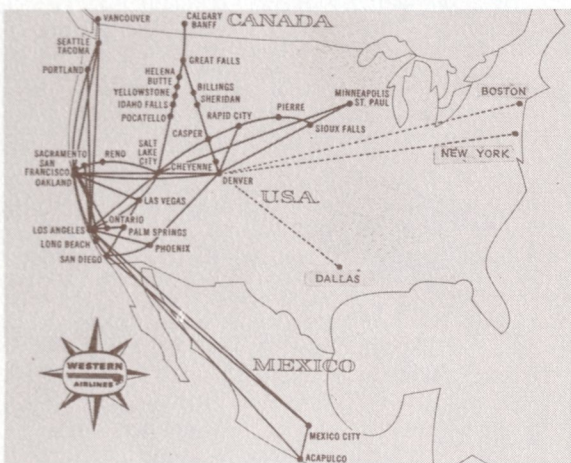 CANADA
VANCOUVER
CALGARY
BANFF
SEATTLE
TACOMA
GREAT FALLS
PORTLAND
HELENA
BUTTE
YELLOWSTONE
IDAHO FALLS
POCATELLO
BILLINGS
SHERIDAN
RAPID CITY
PIERRE
MINNEAPOLIS
ST. PAUL
BOSTON
SIOUX FALLS
CASPER
NEW YORK
SACRAMENTO
SAN
FRANCISCO
OAKLAND
RENO
SALT
LAKE
CITY
CHEYENNE
DENVER
USA
LAS VEGAS
LOS ANGELES
ONTARIO
PALM SPRINGS
LONG BEACH
PHOENIX
SAN DIEGO
DALLAS
WESTERN
AIRLINES
MEXICO
MEXICO CITY
ACAPULCO